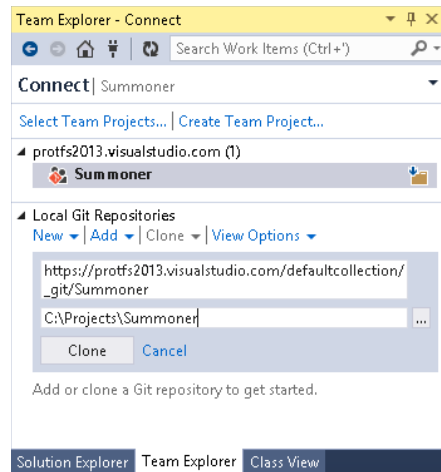 Team Explorer - Connect
Search Work Items (Ctrl+')
Connect | Summoner
Select Team Projects... | Create Team Project...
protfs2013.visualstudio.com (1)
Summoner
Local Git Repositories
New | Add | Clone | View Options
https://protfs2013.visualstudio.com/defaultcollection/
_git/Summoner
C:\Projects\Summoner
...
Clone Cancel
Add or clone a Git repository to get started.
Solution Explorer Team Explorer Class View